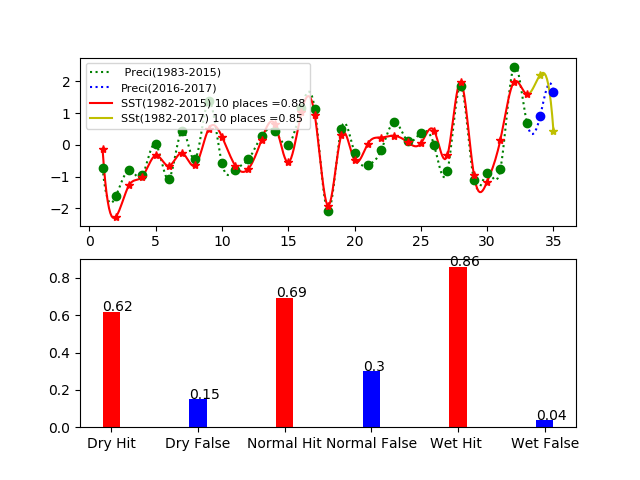 Preci(1983-2015)
Preci(2016-2017)
SST(1982-2015) 10 places =0.88
SSt(1982-2017) 10 places =0.85
2
1
0
−1
−2
0 5 10 15 20 25 30 35
0.8
0.6
0.4
0.2
0.0
0.62
0.15
0.69
0.3
0.86
0.04
Dry Hit Dry False Normal Hit Normal False Wet Hit Wet False